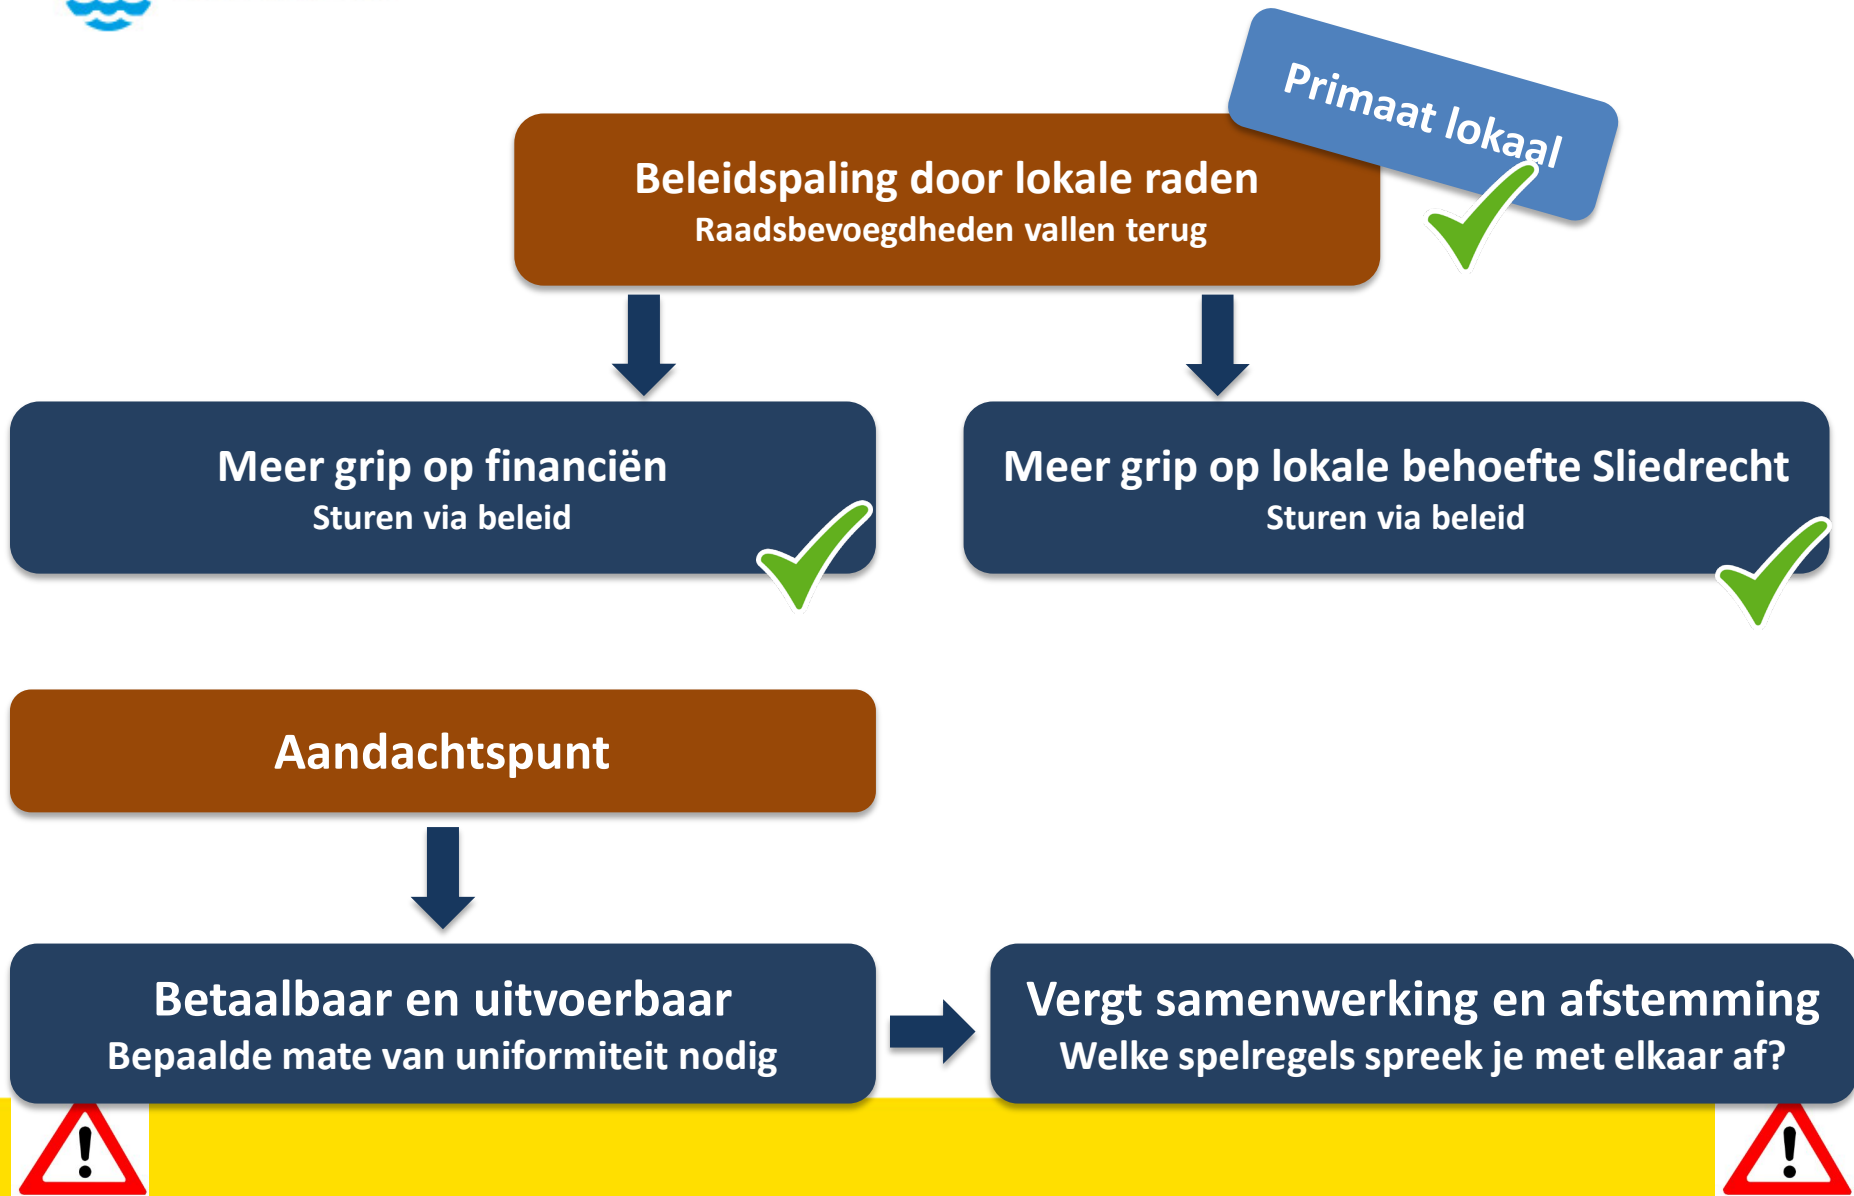 Primaat lokaal
Beleidspaling door lokale raden
Raadsbevoegdheden vallen terug
Meer grip op financiën
Sturen via beleid
Meer grip op lokale behoefte Sliedrecht
Sturen via beleid
Aandachtspunt
Betaalbaar en uitvoerbaar
Bepaalde mate van uniformiteit nodig
Vergt samenwerking en afstemming
Welke spelregels spreek je met elkaar af?